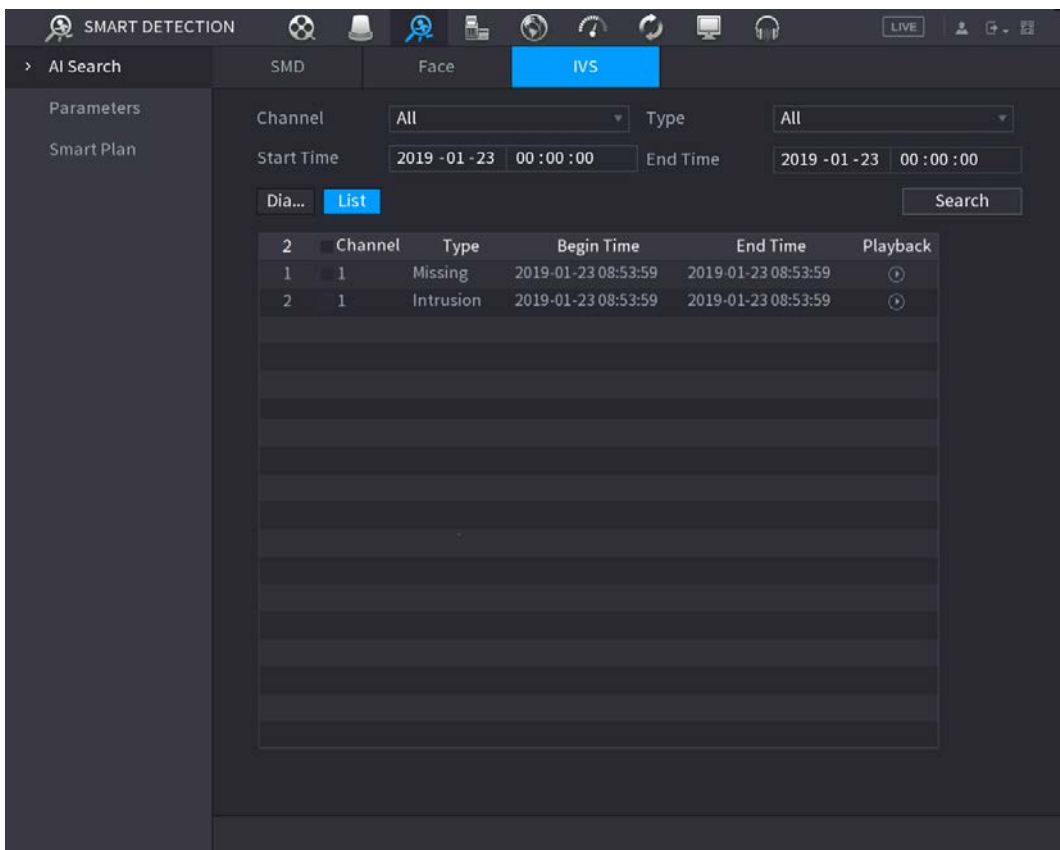 SMART DETECTION LIVE
> AI Search SMD Face IVS
Parameters
Smart Plan
Channel All Type All
Start Time 2019 -01 -23 00 :00 :00 End Time 2019 -01 -23 00 :00 :00
Dia... List Search
2 Channel Type Begin Time End Time Playback
1 1 Missing 2019-01-23 08:53:59 2019-01-23 08:53:59
2 1 Intrusion 2019-01-23 08:53:59 2019-01-23 08:53:59